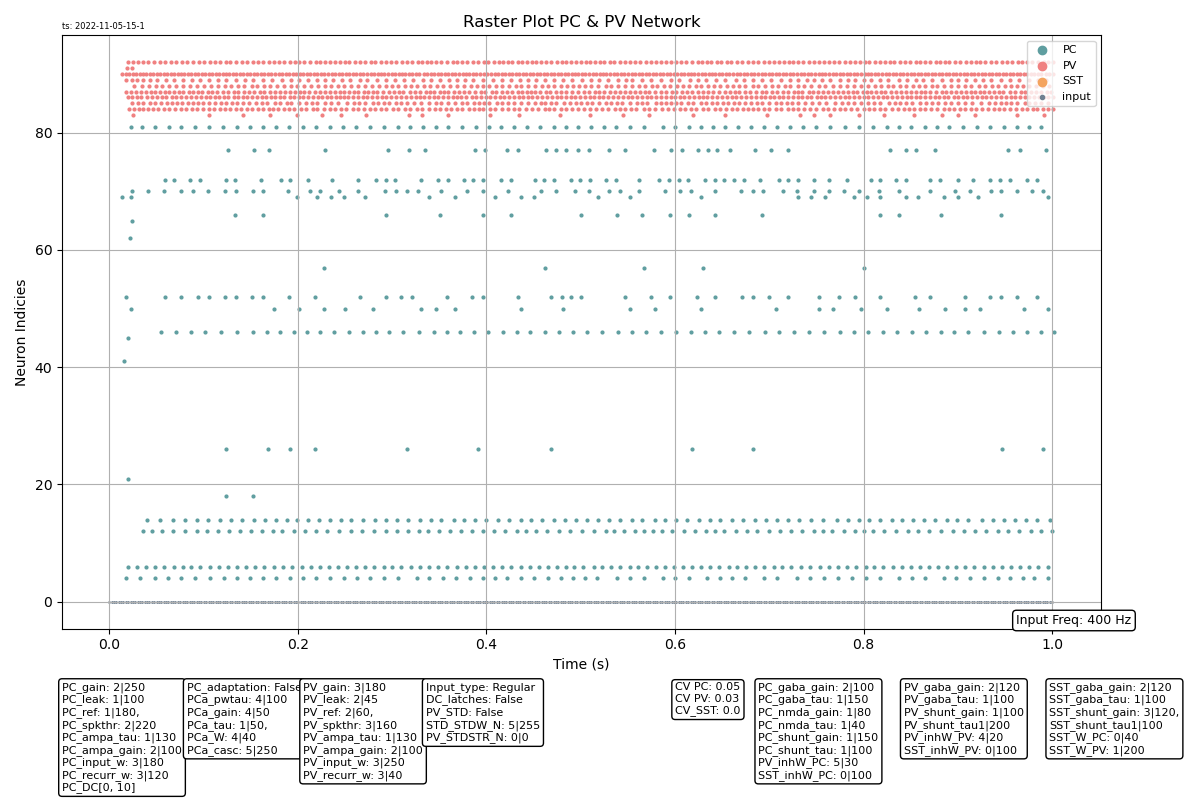 ts: 2022-11-05-15-1
Raster Plot PC & PV Network
PC
PV
SST
input
80
60
40
20
0
Neuron Indicies
0.0
0.2
0.4
0.6
0.8
1.0
Time (s)
Input Freq: 400 Hz
PC_gain: 2|250
PC_leak: 1|100
PC_ref: 1|180,
PC_spkthr: 2|220
PC_ampa_tau: 1|130
PC_ampa_gain: 2|100
PC_input_w: 3|180
PC_recurr_w: 3|120
PC_DC[0, 10]
PC_adaptation: False
PCa_pwtau: 4|100
PCa_gain: 4|50
PCa_tau: 1|50,
PCa_W: 4|40
PCa_casc: 5|250
PV_gain: 3|180
PV_leak: 2|45
PV_ref: 2|60,
PV_spkthr: 3|160
PV_ampa_tau: 1|130
PV_ampa_gain: 2|100
PV_input_w: 3|250
PV_recurr_w: 3|40
Input_type: Regular
DC_latches: False
PV_STD: False
STD_STDW_N: 5|255
PV_STDSTR_N: 0|0
CV PC: 0.05
CV PV: 0.03
CV_SST: 0.0
PC_gaba_gain: 2|100
PC_gaba_tau: 1|150
PC_nmda_gain: 1|80
PC_nmda_tau: 1|40
PC_shunt_gain: 1|150
PC_shunt_tau: 1|100
PV_inhW_PC: 5|30
SST_inhW_PC: 0|100
PV_gaba_gain: 2|120
PV_gaba_tau: 1|100
PV_shunt_gain: 1|100
PV_shunt_tau1|200
PV_inhW_PV: 4|20
SST_inhW_PV: 0|100
SST_gaba_gain: 2|120
SST_gaba_tau: 1|100
SST_shunt_gain: 3|120,
SST_shunt_tau1|100
SST_W_PC: 0|40
SST_W_PV: 1|200